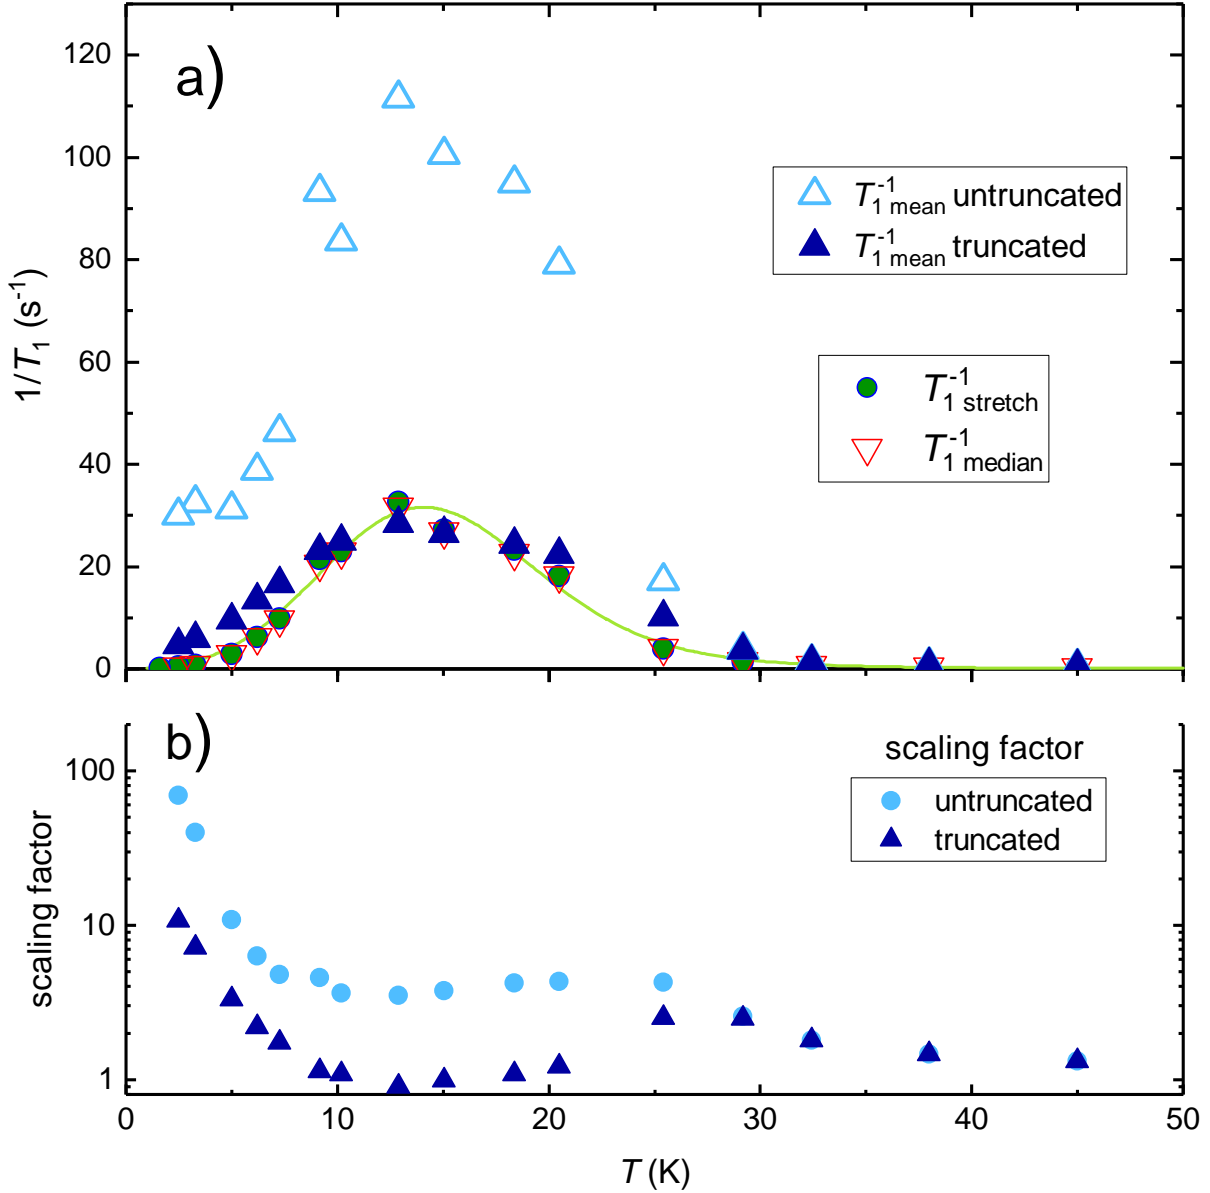 a)
120
100
80
60
40
20
0
1/T1 (s-1)
T-1 1 mean untruncated
T-1 1 mean truncated
T-1 1 stretch
T-1 1 median
b)
scaling factor
untruncated
truncated
100
10
1
scaling factor
0 10 20 30 40 50
T (K)